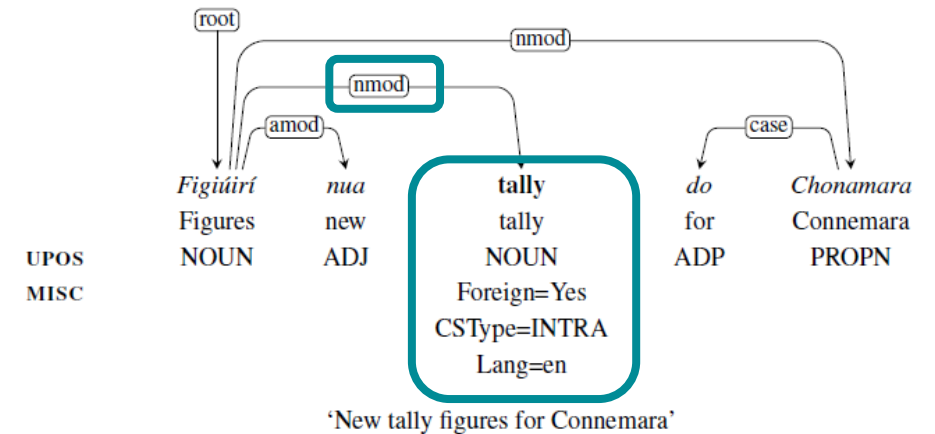 root
nmod
nmod
amod
case
Figiúirí nua tally do Chonamara
Figures new tally for Connemara
UPOS NOUN ADJ NOUN ADP PROPN
MISC Foreign=Yes
CSType=INTRA
Lang=en
‘New tally figures for Connemara’